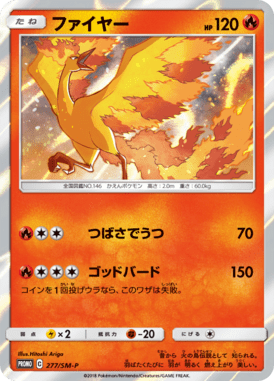 たね ファイヤー HP120
全国図鑑NO.146 かえんポケモン 高さ：2.0m 重さ：60.0kg
つばさでうつ 70
ゴッドバード 150
コインを1回投げウラなら、このワザは失敗。
弱点 ×2 抵抗力 -20 にげる
Illus.Hitoshi Ariga
PROMO C 277/SM-P
©2018 Pokémon/Nintendo/Creatures/GAME FREAK.